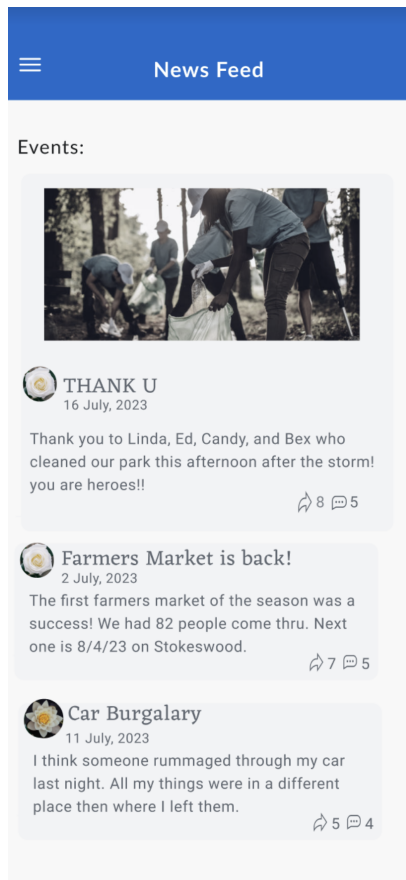 News Feed
Events:
THANK U
16 July, 2023
Thank you to Linda, Ed, Candy, and Bex who
cleaned our park this afternoon after the storm!
you are heroes!!
8 5
Farmers Market is back!
2 July, 2023
The first farmers market of the season was a
success! We had 82 people come thru. Next
one is 8/4/23 on Stokeswood.
7 5
Car Burgalary
11 July, 2023
I think someone rummaged through my car
last night. All my things were in a different
place then where I left them.
5 4